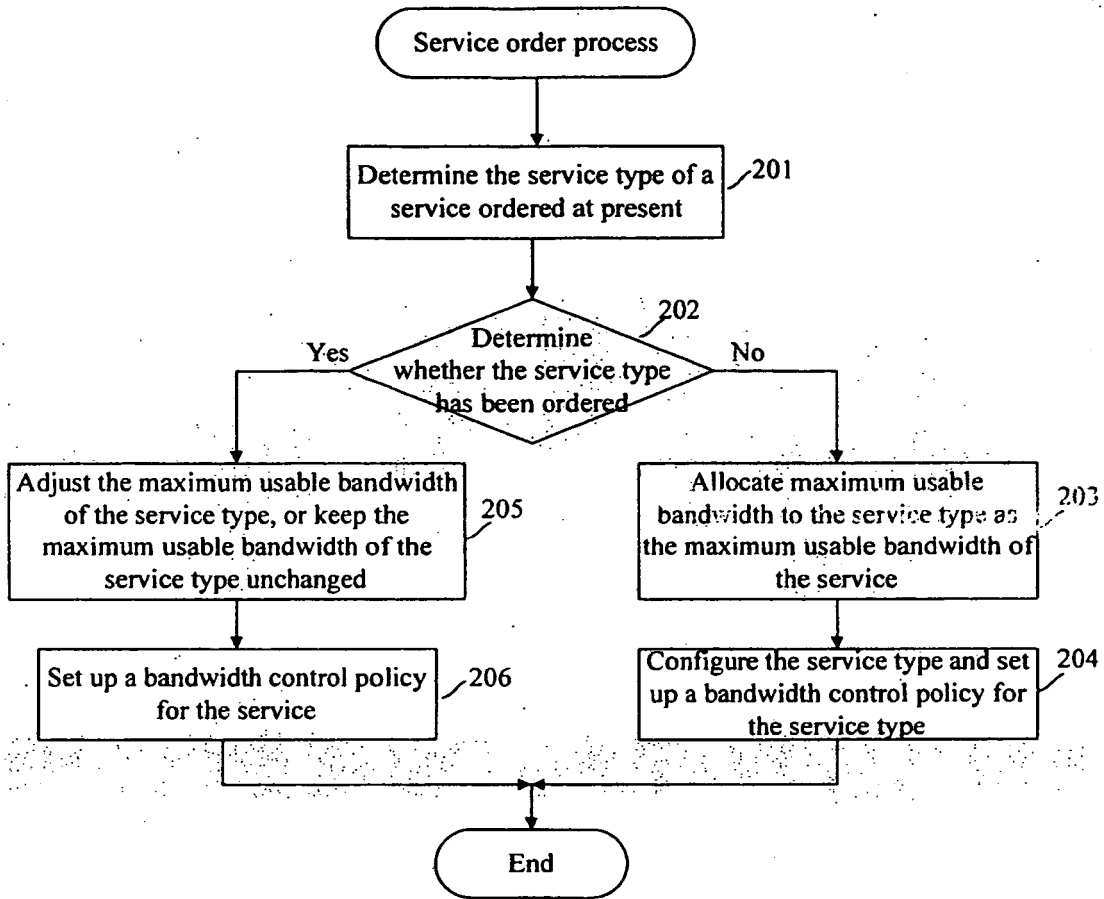 Service order process
Determine the service type of a
service ordered at present
201
202
Determine
whether the service type
has been ordered
Yes
No
Adjust the maximum usable bandwidth
of the service type, or keep the
maximum usable bandwidth of the
service type unchanged
205
Allocate maximum usable
bandwidth to the service type as
the maximum usable bandwidth of
the service
203
Set up a bandwidth control policy
for the service
206
Configure the service type and set
up a bandwidth control policy for
the service type
204
End